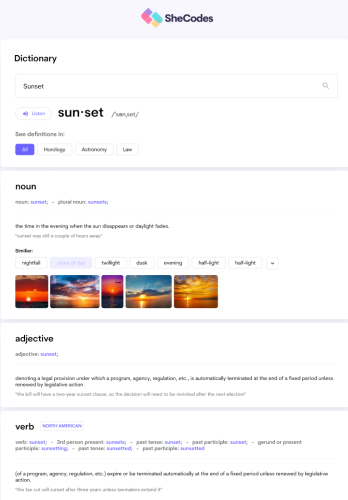 SheCodes
Dictionary
Sunset
Listen sun·set /ˈsənˌset/
See definitions in:
All Horology Astronomy Law
noun
noun: sunset; - plural noun: sunsets;
the time in the evening when the sun disappears or daylight fades.
"sunset was still a couple of hours away"
Similar:
nightfall close of day twillight dusk evening half-light half-light
adjective
adjective: sunset;
denoting a legal provision under which a program, agency, regulation, etc., is automatically terminated at the end of a fixed period unless
renewed by legislative action.
"the bill will have a two-year sunset clause, so the decision will need to be revisited after the next election"
verb NORTH AMERICAN
verb: sunset; - 3rd person present: sunsets; - past tense: sunset; - past participle: sunset; - gerund or present
participle: sunsetting; - past tense: sunsetted, - past participle: sunsetted
(of a program, agency, regulation, etc.) expire or be terminated automatically at the end of a fixed period unless renewed by legislative
action.
"the tax cut will sunset after three years unless lawmakers extend it"